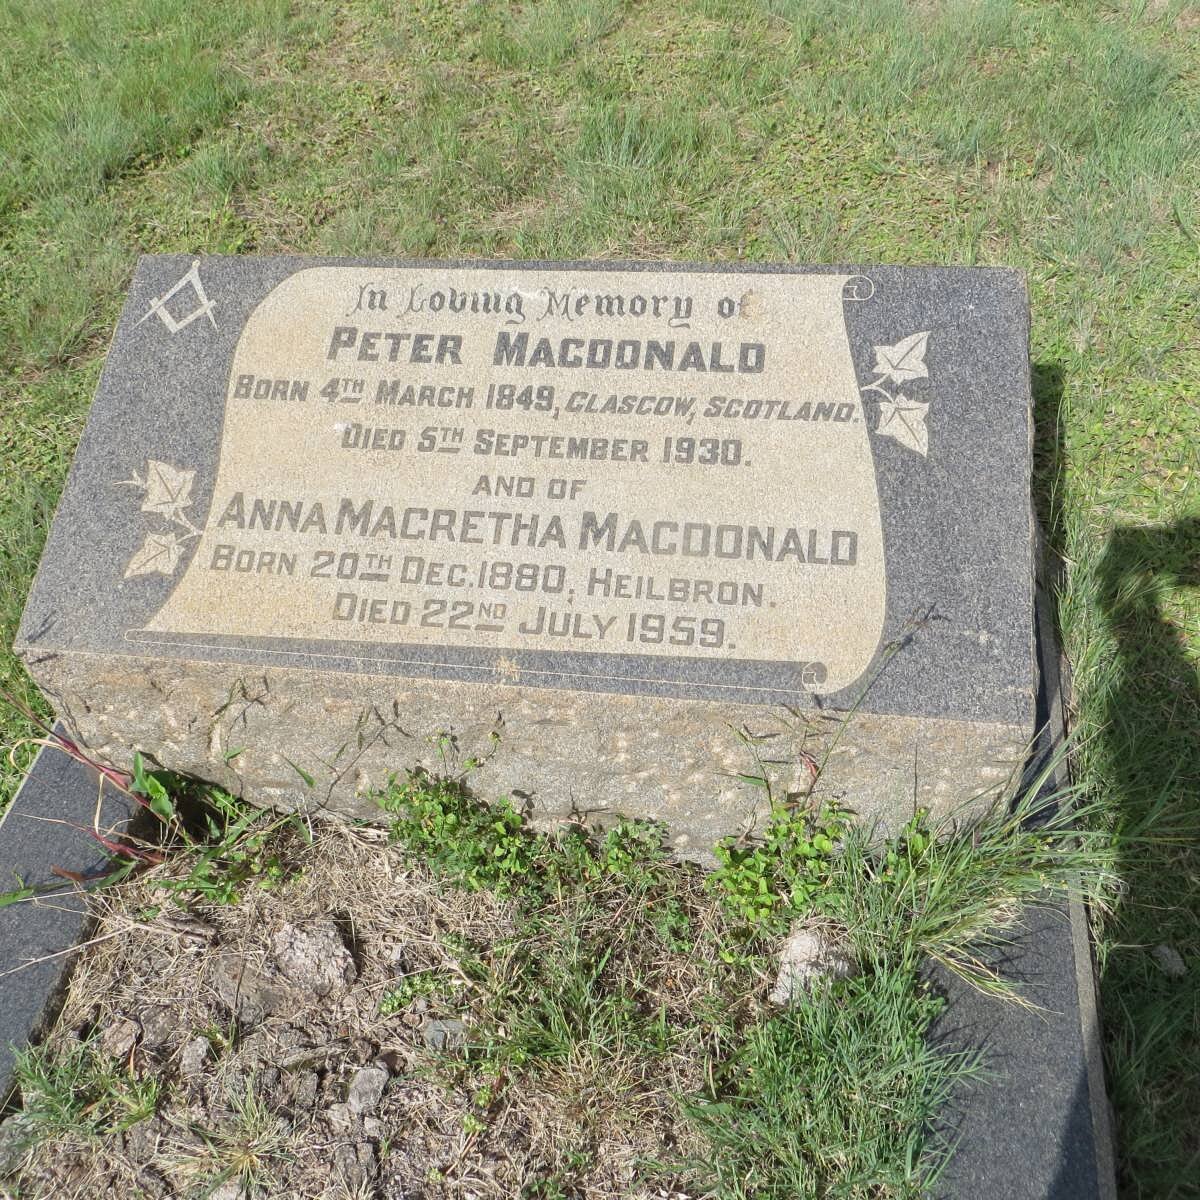 In Loving Memory of
PETER MACDONALD
BORN 4TH MARCH 1849, GLASGOW, SCOTLAND.
DIED 5TH SEPTEMBER 1930.
AND OF
ANNA MAGRETHA MACDONALD
BORN 20TH DEC. 1880, HEILBRON.
DIED 22ND JULY 1959.